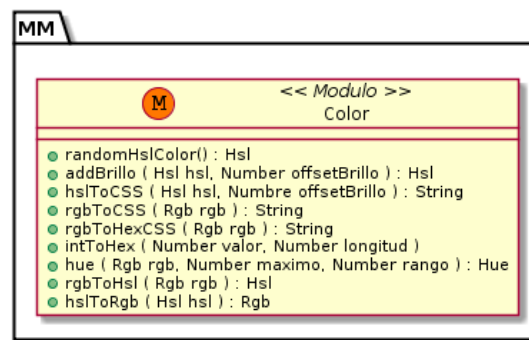 MM
M
<< Modulo >>
Color
randomHslColor() : Hsl
addBrillo ( Hsl hsl, Number offsetBrillo ) : Hsl
hslToCSS ( Hsl hsl, Numbre offsetBrillo ) : String
rgbToCSS ( Rgb rgb ) : String
rgbToHexCSS ( Rgb rgb ) : String
intToHex ( Number valor, Number longitud )
hue ( Rgb rgb, Number maximo, Number rango ) : Hue
rgbToHsl ( Rgb rgb ) : Hsl
hslToRgb ( Hsl hsl ) : Rgb